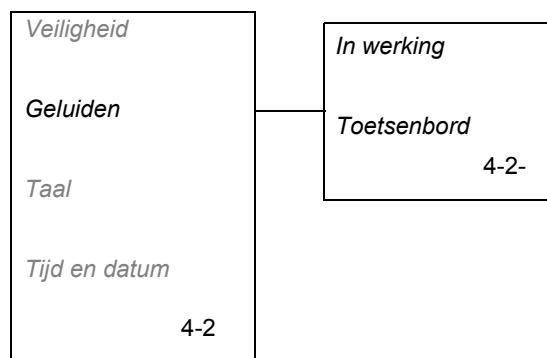 Veiligheid
Geluiden
Taal
Tijd en datum
4-2
In werking
Toetsenbord
4-2-